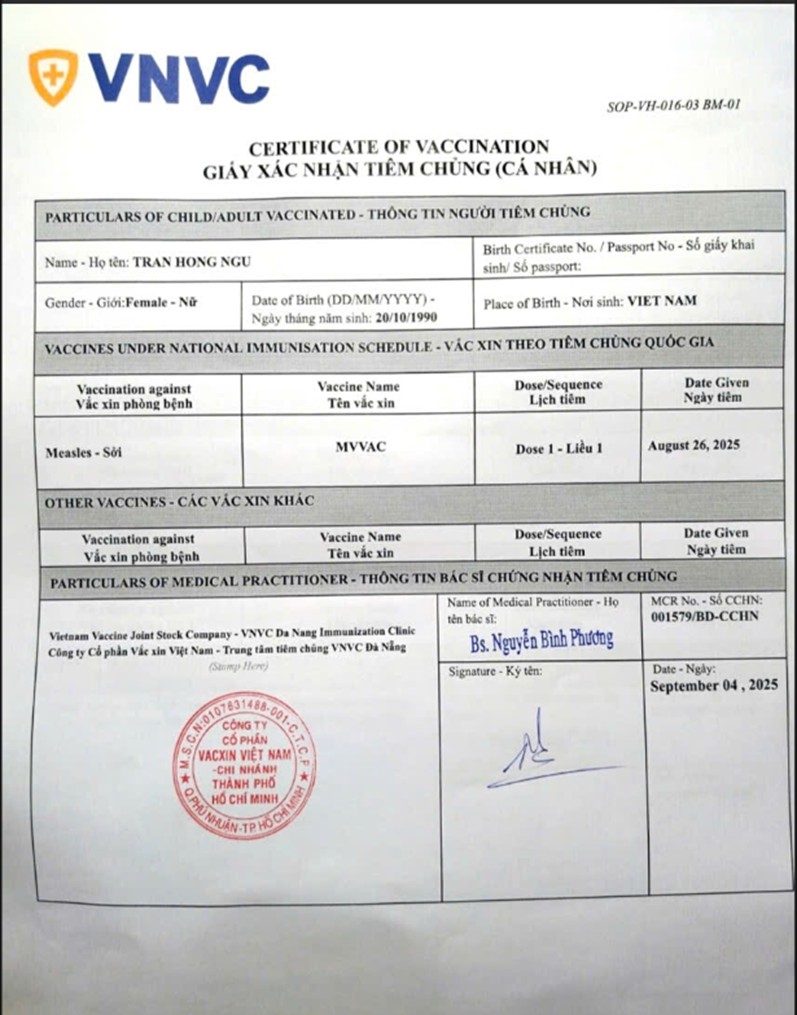 VNVC
SOP-VH-016-03 BM-01
CERTIFICATE OF VACCINATION
GIẤY XÁC NHẬN TIÊM CHỦNG (CÁ NHÂN)
PARTICULARS OF CHILD/ADULT VACCINATED - THÔNG TIN NGƯỜI TIÊM CHỦNG
Name - Họ tên: TRAN HONG NGU
Birth Certificate No. / Passport No - Số giấy khai
sinh/ Số passport:
Gender - Giới:Female - Nữ
Date of Birth (DD/MM/YYYY) -
Ngày tháng năm sinh: 20/10/1990
Place of Birth - Nơi sinh: VIET NAM
VACCINES UNDER NATIONAL IMMUNISATION SCHEDULE - VẮC XIN THEO TIÊM CHỦNG QUỐC GIA
Vaccination against
Vắc xin phòng bệnh
Vaccine Name
Tên vắc xin
Dose/Sequence
Lịch tiêm
Date Given
Ngày tiêm
Measles - Sởi
MVVAC
Dose 1 - Liều 1
August 26, 2025
OTHER VACCINES - CÁC VẮC XIN KHÁC
Vaccination against
Vắc xin phòng bệnh
Vaccine Name
Tên vắc xin
Dose/Sequence
Lịch tiêm
Date Given
Ngày tiêm
PARTICULARS OF MEDICAL PRACTITIONER - THÔNG TIN BÁC SĨ CHỨNG NHẬN TIÊM CHỦNG
Vietnam Vaccine Joint Stock Company - VNVC Da Nang Immunization Clinic
Công ty Cổ phần Vắc xin Việt Nam - Trung tâm tiêm chủng VNVC Đà Nẵng
(Stamp Here)
M.S.C.N:0107631488-001-C.T.C.P
CÔNG TY
CỔ PHẦN
VACXIN VIỆT NAM
-CHI NHÁNH
THÀNH PHỐ
HỒ CHÍ MINH
Q.PHÚ NHUẬN-TP.HỒ CHÍ MINH
Name of Medical Practitioner - Họ
tên bác sĩ:
Bs. Nguyễn Bình Phương
MCR No. - Số CCHN:
001579/BD-CCHN
Signature - Ký tên:
Date - Ngày:
September 04 , 2025